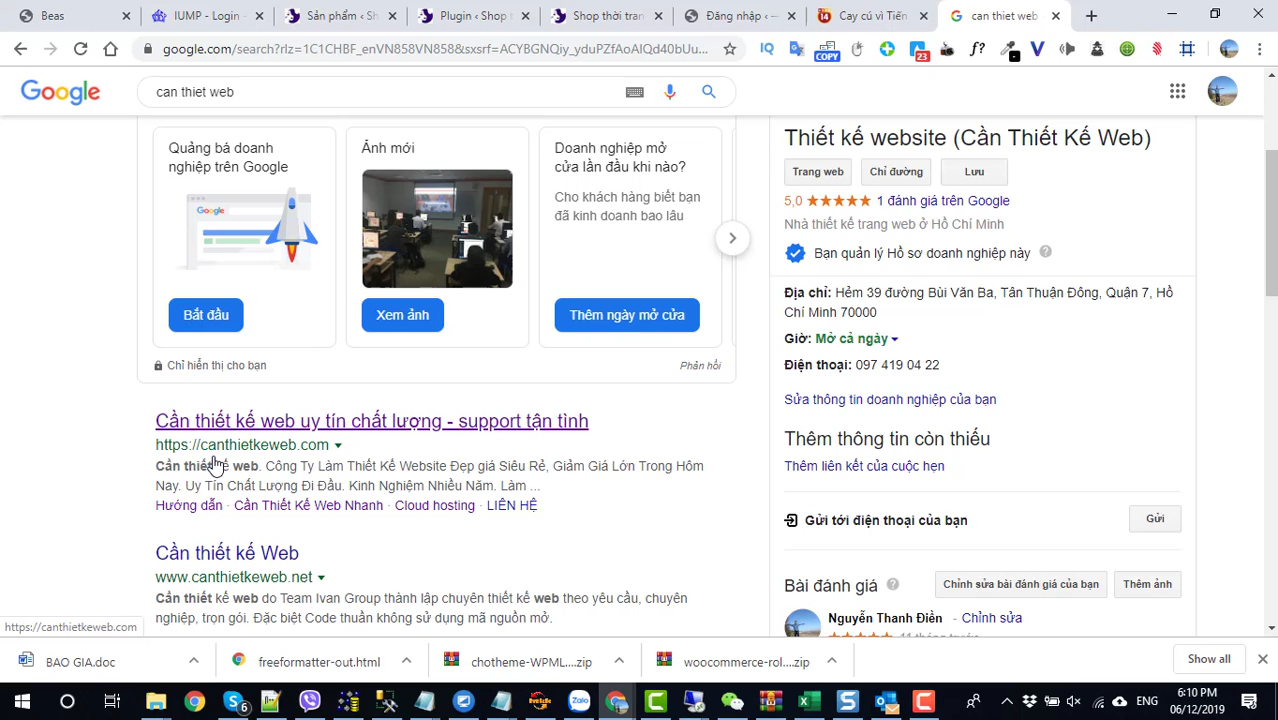 Beas
IUMP - Login -
Sản phẩm ‹ Sh
Plugin ‹ Shop t
Shop thời tran
Đăng nhập ‹ —
Cay cú vì Tiến
can thiet web -
google.com/search?rlz=1C1CHBF_enVN858VN858&sxsrf=ACYBGNQiy_yduPZfAoAlQd40bUu...
Google
can thiet web
Quảng bá doanh
nghiệp trên Google
Google
Bắt đầu
Ảnh mới
Xem ảnh
Doanh nghiệp mở
cửa lần đầu khi nào?
Cho khách hàng biết bạn
đã kinh doanh bao lâu
Thêm ngày mở cửa
Chỉ hiển thị cho bạn
Phản hồi
Cần thiết kế web uy tín chất lượng - support tận tình
https://canthietkeweb.com
Cần thiết kế web. Công Ty Làm Thiết Kế Website Đẹp giá Siêu Rẻ, Giảm Giá Lớn Trong Hôm
Nay. Uy Tín Chất Lượng Đi Đầu. Kinh Nghiệm Nhiều Năm. Làm ...
Hướng dẫn · Cần Thiết Kế Web Nhanh · Cloud hosting · LIÊN HỆ
Cần thiết kế Web
www.canthietkeweb.net
Cần thiết kế web do Team Ivan Group thành lập chuyên thiết kế web theo yêu cầu, chuyên
nghiệp, trọn gói. Đặc biệt Code thuần không sử dụng mã nguồn mở.
https://canthietkeweb.com
Thiết kế website (Cần Thiết Kế Web)
Trang web
Chỉ đường
Lưu
5,0 ★★★★★ 1 đánh giá trên Google
Nhà thiết kế trang web ở Hồ Chí Minh
Bạn quản lý Hồ sơ doanh nghiệp này
Địa chỉ: Hẻm 39 đường Bùi Văn Ba, Tân Thuận Đông, Quận 7, Hồ
Chí Minh 70000
Giờ: Mở cả ngày
Điện thoại: 097 419 04 22
Sửa thông tin doanh nghiệp của bạn
Thêm thông tin còn thiếu
Thêm liên kết của cuộc hẹn
Gửi tới điện thoại của bạn
Gửi
Bài đánh giá
Chỉnh sửa bài đánh giá của bạn
Thêm ảnh
Nguyễn Thanh Điền - Chỉnh sửa
11 tháng trước
BAO GIA.doc
freeformatter-out.html
chotheme-WPML....zip
woocommerce-rol....zip
Show all
ENG
6:10 PM
06/12/2019
COPY
23
6